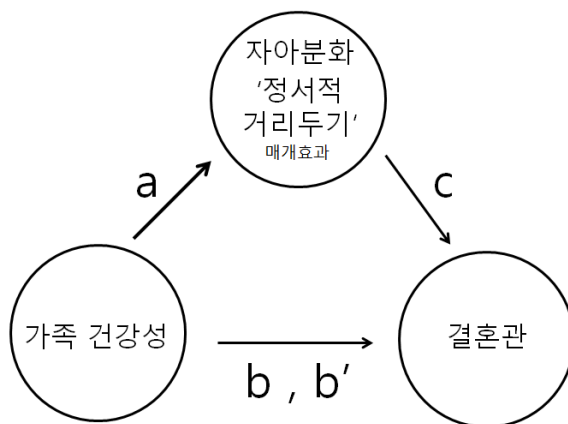 자아분화
‘정서적
거리두기‘
매개효과
a
c
가족 건강성
결혼관
b , b’